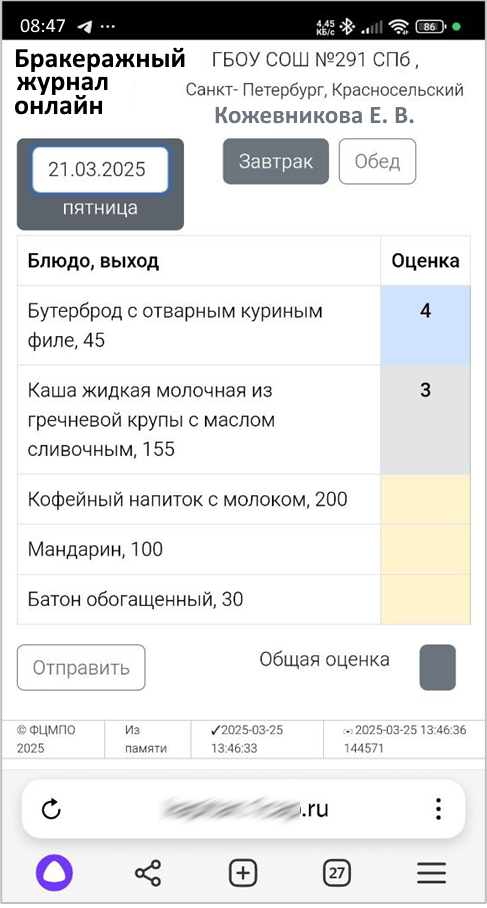 08:47
4,45 КБ/с
86
Бракеражный
журнал
онлайн
ГБОУ СОШ №291 СПб ,
Санкт- Петербург, Красносельский
Кожевникова Е. В.
21.03.2025
пятница
Завтрак
Обед
Блюдо, выход
Оценка
Бутерброд с отварным куриным
филе, 45
4
Каша жидкая молочная из
гречневой крупы с маслом
сливочным, 155
3
Кофейный напиток с молоком, 200
Мандарин, 100
Батон обогащенный, 30
Отправить
Общая оценка
© ФЦМПО
2025
Из
памяти
✓2025-03-25
13:46:33
2025-03-25 13:46:36
144571
.ru
27